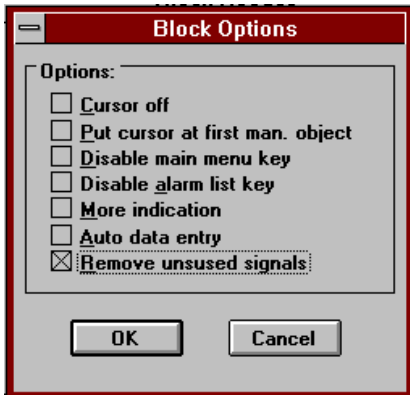 Block Options
Options:
Cursor off
Put cursor at first man. object
Disable main menu key
Disable alarm list key
More indication
Auto data entry
Remove unsused signals
OK
Cancel